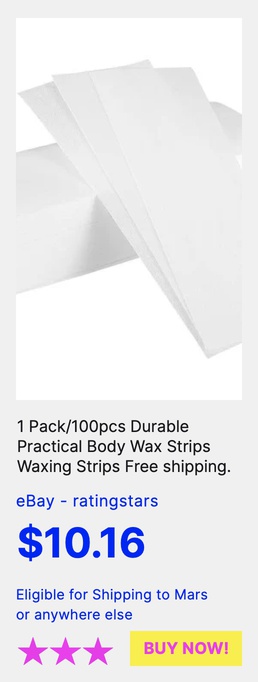 1 Pack/100pcs Durable
Practical Body Wax Strips
Waxing Strips Free shipping.
eBay - ratingstars
$10.16
Eligible for Shipping to Mars
or anywhere else
BUY NOW!